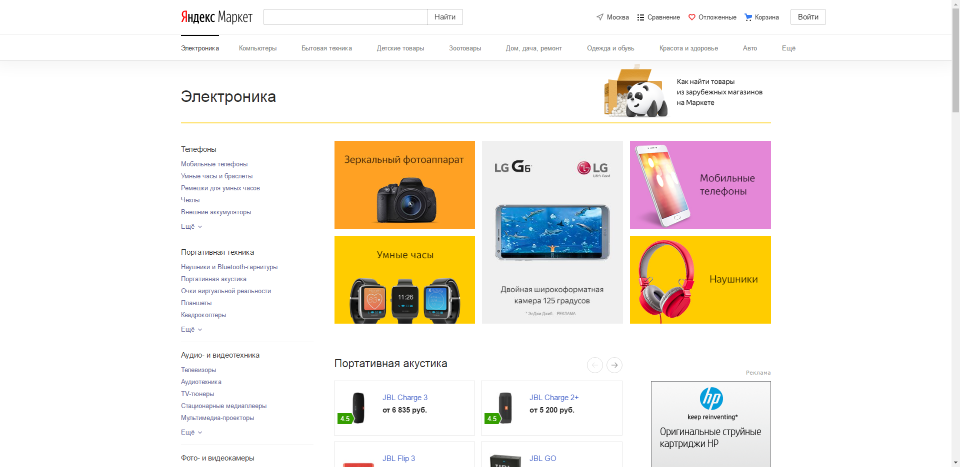 Яндекс Маркет
Найти
Москва
Сравнение
Отложенные
Корзина
Войти
Электроника
Компьютеры
Бытовая техника
Детские товары
Зоотовары
Дом, дача, ремонт
Одежда и обувь
Красота и здоровье
Авто
Ещё
Электроника
Как найти товары
из зарубежных магазинов
на Маркете
Телефоны
Мобильные телефоны
Умные часы и браслеты
Ремешки для умных часов
Чехлы
Внешние аккумуляторы
Ещё
Портативная техника
Наушники и Bluetooth-гарнитуры
Портативная акустика
Очки виртуальной реальности
Планшеты
Квадрокоптеры
Ещё
Аудио- и видеотехника
Телевизоры
Аудиотехника
TV-тюнеры
Стационарные медиаплееры
Мультимедиа-проекторы
Ещё
Фото- и видеокамеры
Зеркальный фотоаппарат
Умные часы
11:26
LG G6
LG
Двойная широкоформатная
камера 125 градусов
РЕКЛАМА
Мобильные
телефоны
Наушники
Портативная акустика
JBL Charge 3
от 6 835 руб.
4.5
JBL Charge 2+
от 5 200 руб.
4.5
JBL Flip 3
JBL GO
Реклама
hp
keep reinventing*
Оригинальные струйные
картриджи HP